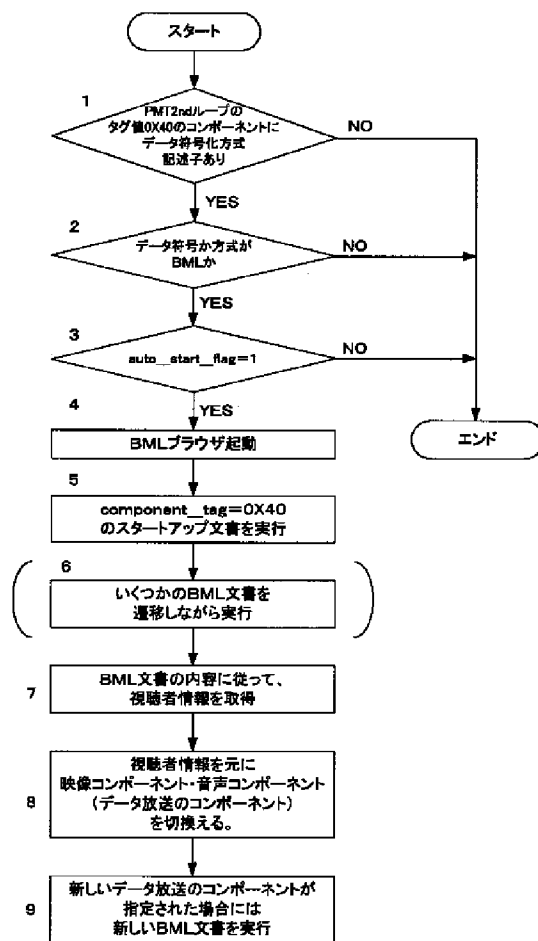 スタート
1
PMT2ndループの
タグ値0X40のコンポーネントに
データ符号化方式
記述子あり
NO
YES
2
データ符号か方式が
BMLか
NO
YES
3
auto__start__flag=1
NO
YES
エンド
4
BMLブラウザ起動
5
component__tag=0X40
のスタートアップ文書を実行
6
いくつかのBML文書を
遷移しながら実行
7
BML文書の内容に従って、
視聴者情報を取得
8
視聴者情報を元に
映像コンポーネント・音声コンポーネント
(データ放送のコンポーネント)
を切換える。
9
新しいデータ放送のコンポーネントが
指定された場合には
新しいBML文書を実行